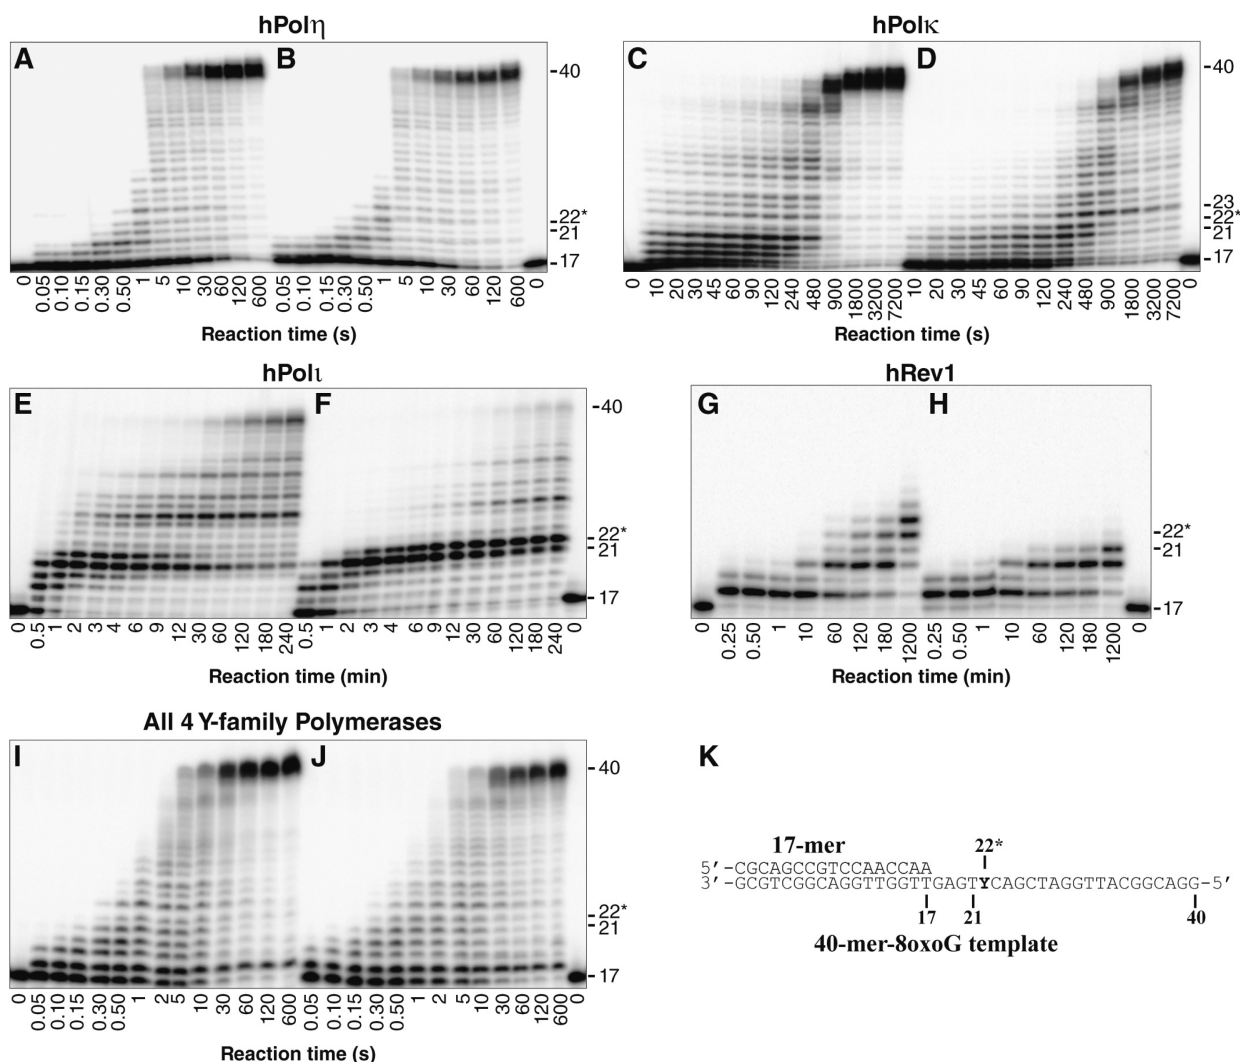 hPolη
A
B
-40
-22*
-21
-17
0 0.05 0.10 0.15 0.30 0.50 1 5 10 30 60 120 600 0.05 0.10 0.15 0.30 0.50 1 5 10 30 60 120 600 0
Reaction time (s)
hPolκ
C
D
-40
-23
-22*
-21
-17
0 10 20 30 45 60 90 120 240 480 900 1800 3200 7200 10 20 30 45 60 90 120 240 480 900 1800 3200 7200 0
Reaction time (s)
hPolι
E
F
-40
-22*
-21
-17
0 0.5 1 2 3 4 6 9 12 30 60 120 180 240 0.5 1 2 3 4 6 9 12 30 60 120 180 240 0
Reaction time (min)
hRev1
G
H
-22*
-21
-17
0 0.25 0.50 1 10 60 120 180 1200 0.25 0.50 1 10 60 120 180 1200 0
Reaction time (min)
All 4 Y-family Polymerases
I
J
-40
-22*
-21
-17
0 0.05 0.10 0.15 0.30 0.50 1 2 5 10 30 60 120 600 0.05 0.10 0.15 0.30 0.50 1 2 5 10 30 60 120 600 0
Reaction time (s)
K
17-mer
22*
5′-CGCAGCCGTCCAACCAA
3′-GCGTCGGCAGGTTGGTTGAGTYCAGCTAGGTTACGGCAGG-5′
17 21 40
40-mer-8oxoG template